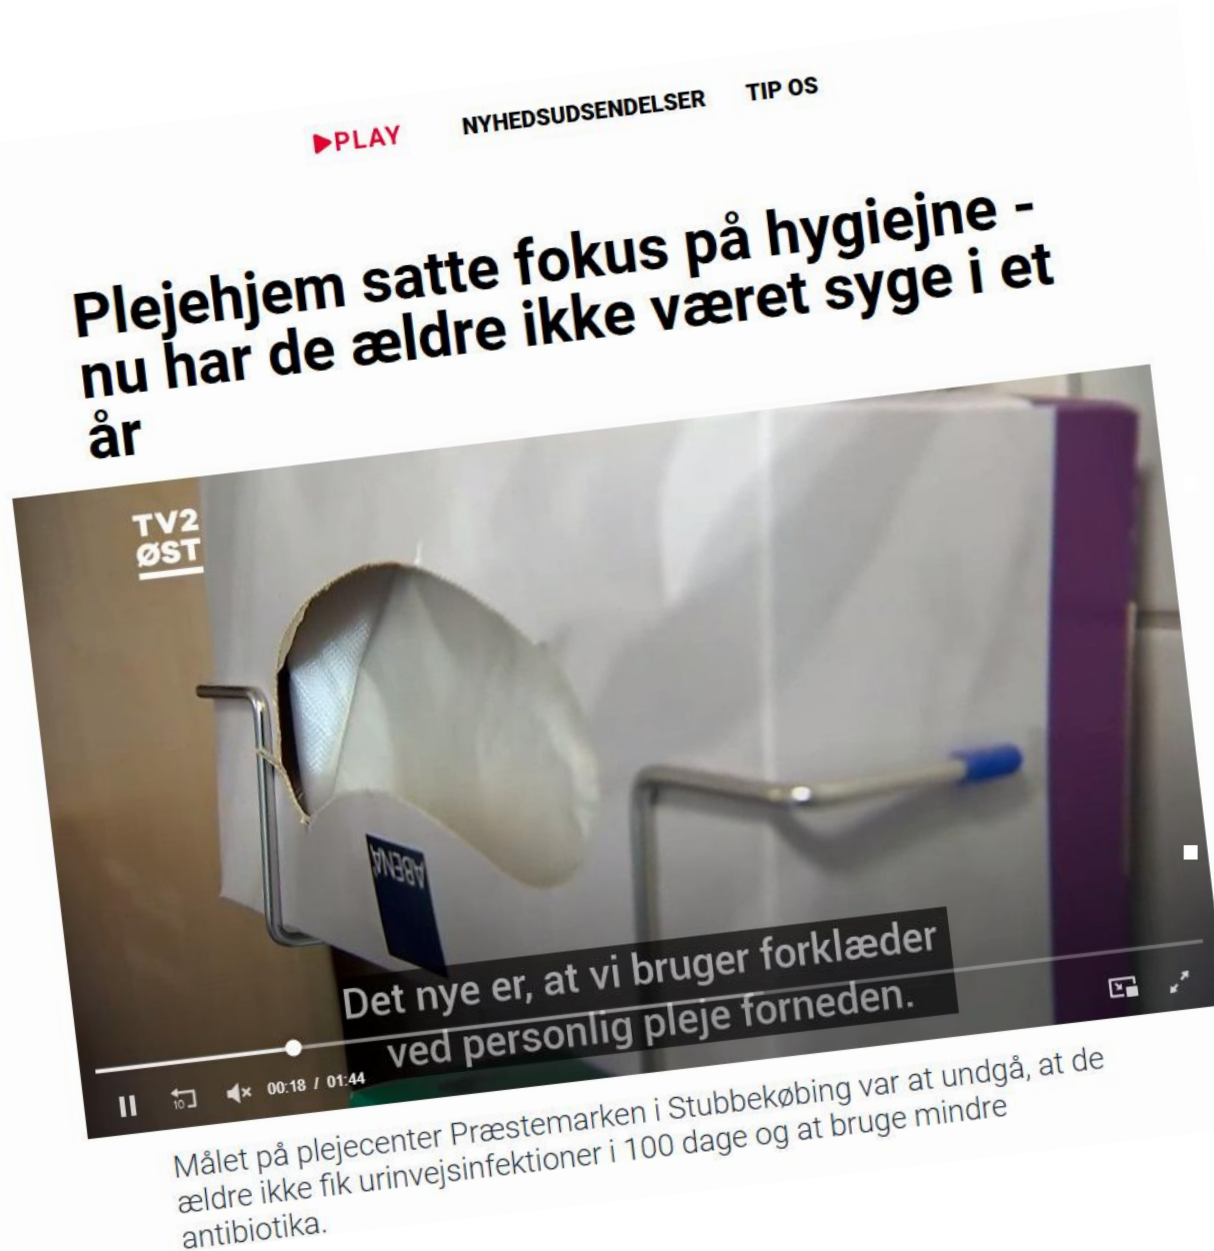 PLAY NYHEDSUDSENDELSER TIP OS
Plejehjem satte fokus på hygiejne -
nu har de ældre ikke været syge i et
år
TV2
ØST
ABENA
Det nye er, at vi bruger forklæder
ved personlig pleje forneden.
10 00:18 / 01:44
Målet på plejecenter Præstemarken i Stubbekøbing var at undgå, at de
ældre ikke fik urinvejsinfektioner i 100 dage og at bruge mindre
antibiotika.